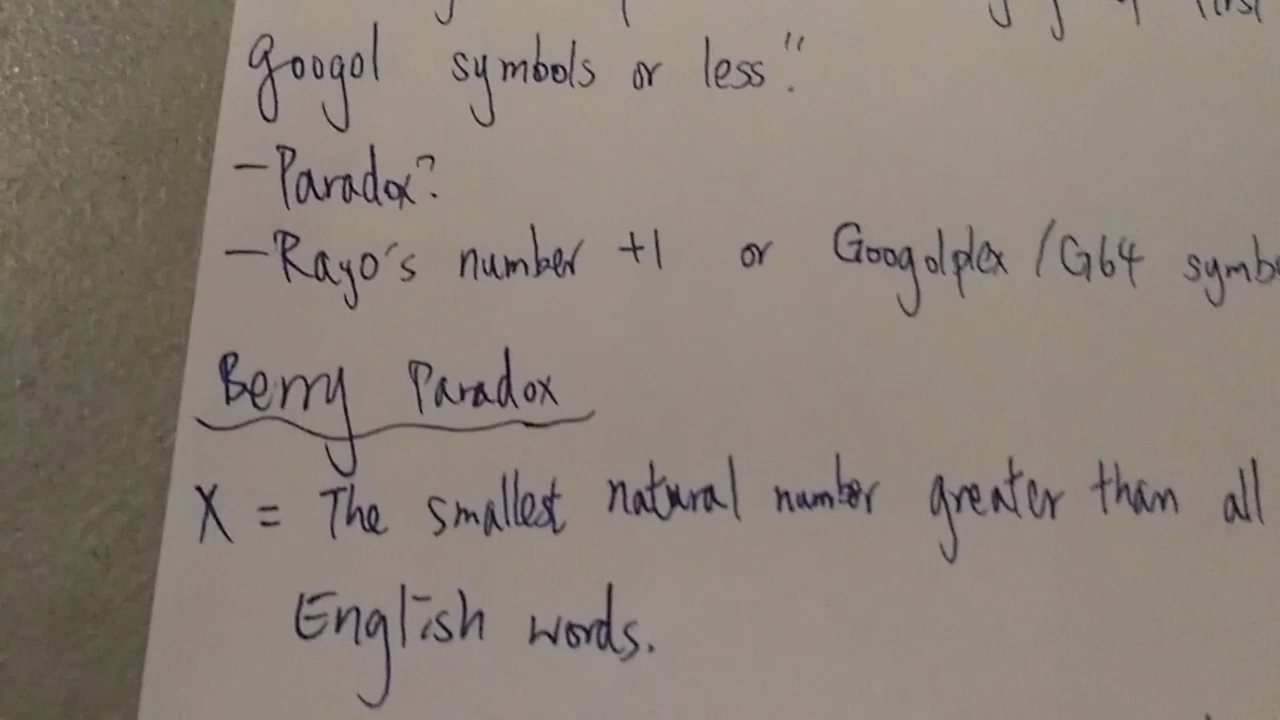 googol symbols or less".
- Paradox?
- Rayo's number +1 or Googolplex / G64
Berry Paradox
X = The smallest natural number greater than all
English words.